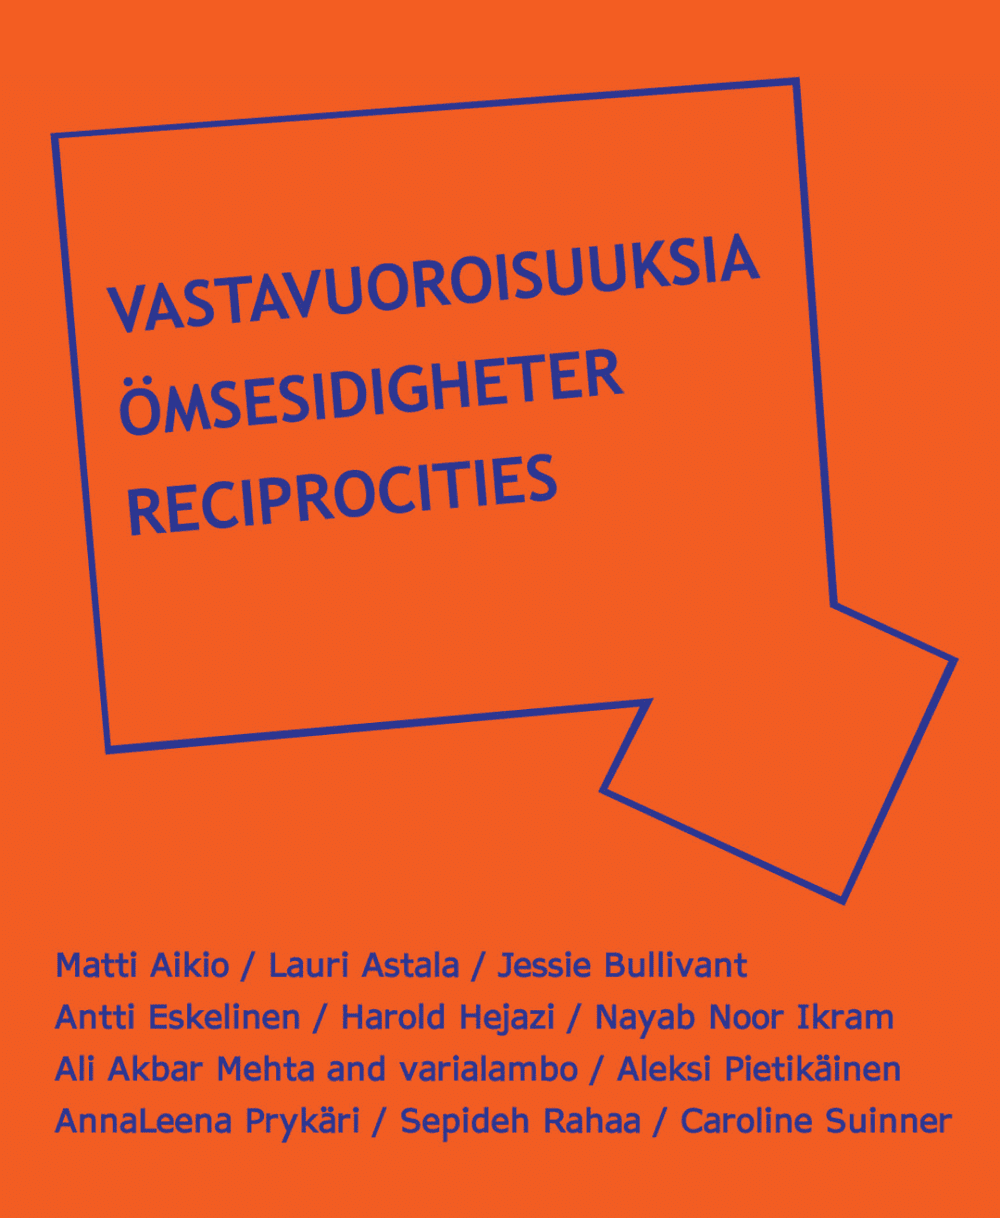 VASTAVUOROISUUKSIA
ÖMSESIDIGHETER
RECIPROCITIES
Matti Aikio / Lauri Astala / Jessie Bullivant
Antti Eskelinen / Harold Hejazi / Nayab Noor Ikram
Ali Akbar Mehta and varialambo / Aleksi Pietikäinen
AnnaLeena Prykäri / Sepideh Rahaa / Caroline Suinner